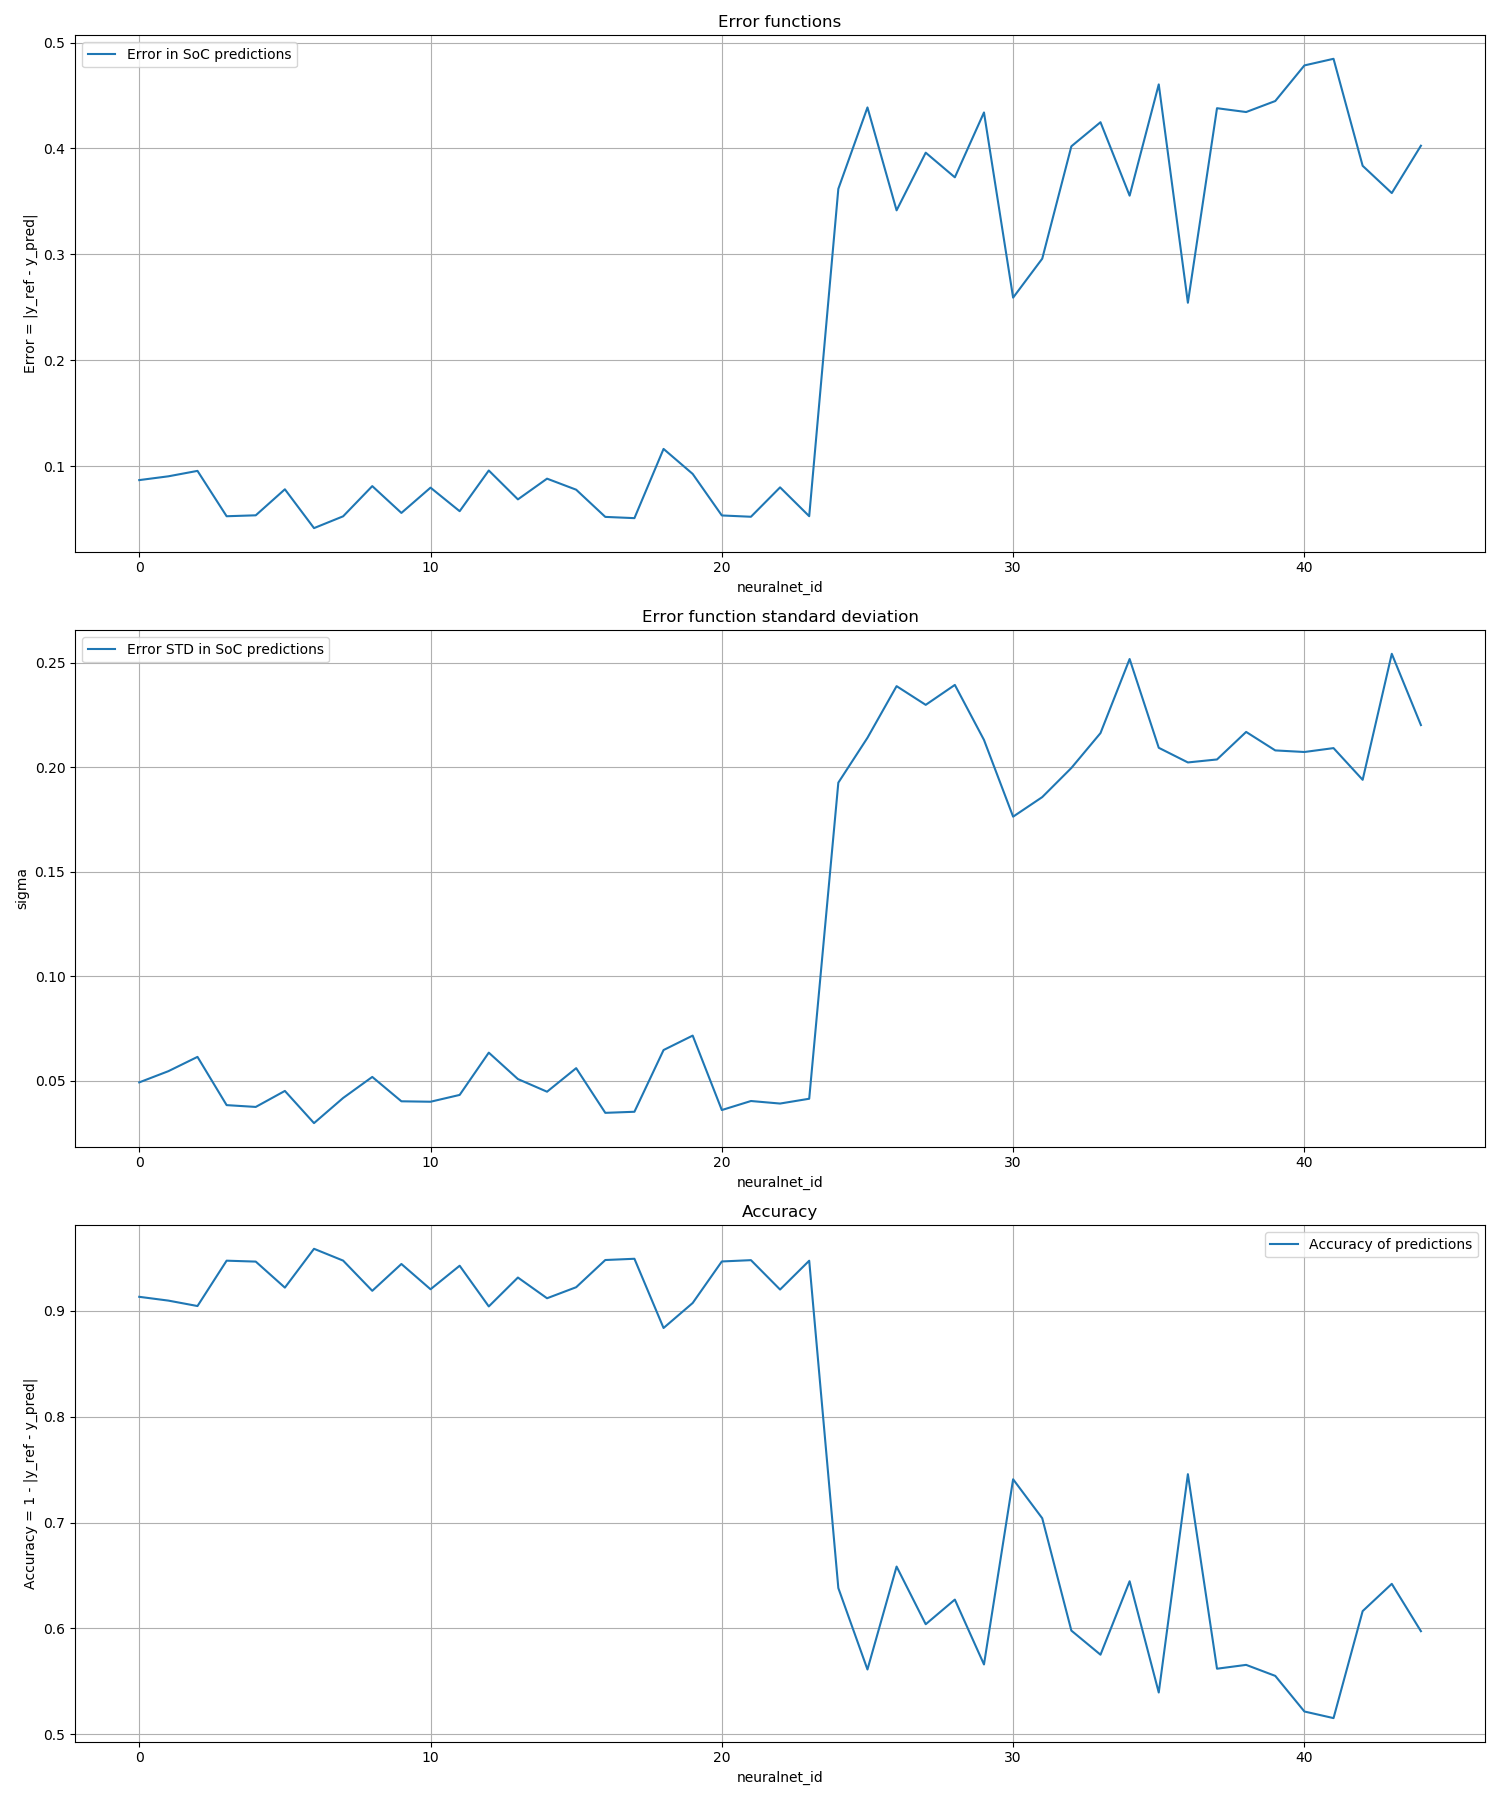 Error functions
Error in SoC predictions
0.5
0.4
0.3
0.2
0.1
Error = |y_ref - y_pred|
0 10 20 30 40
neuralnet_id
Error function standard deviation
Error STD in SoC predictions
0.25
0.20
0.15
0.10
0.05
sigma
0 10 20 30 40
neuralnet_id
Accuracy
Accuracy of predictions
0.9
0.8
0.7
0.6
0.5
Accuracy = 1 - |y_ref - y_pred|
0 10 20 30 40
neuralnet_id